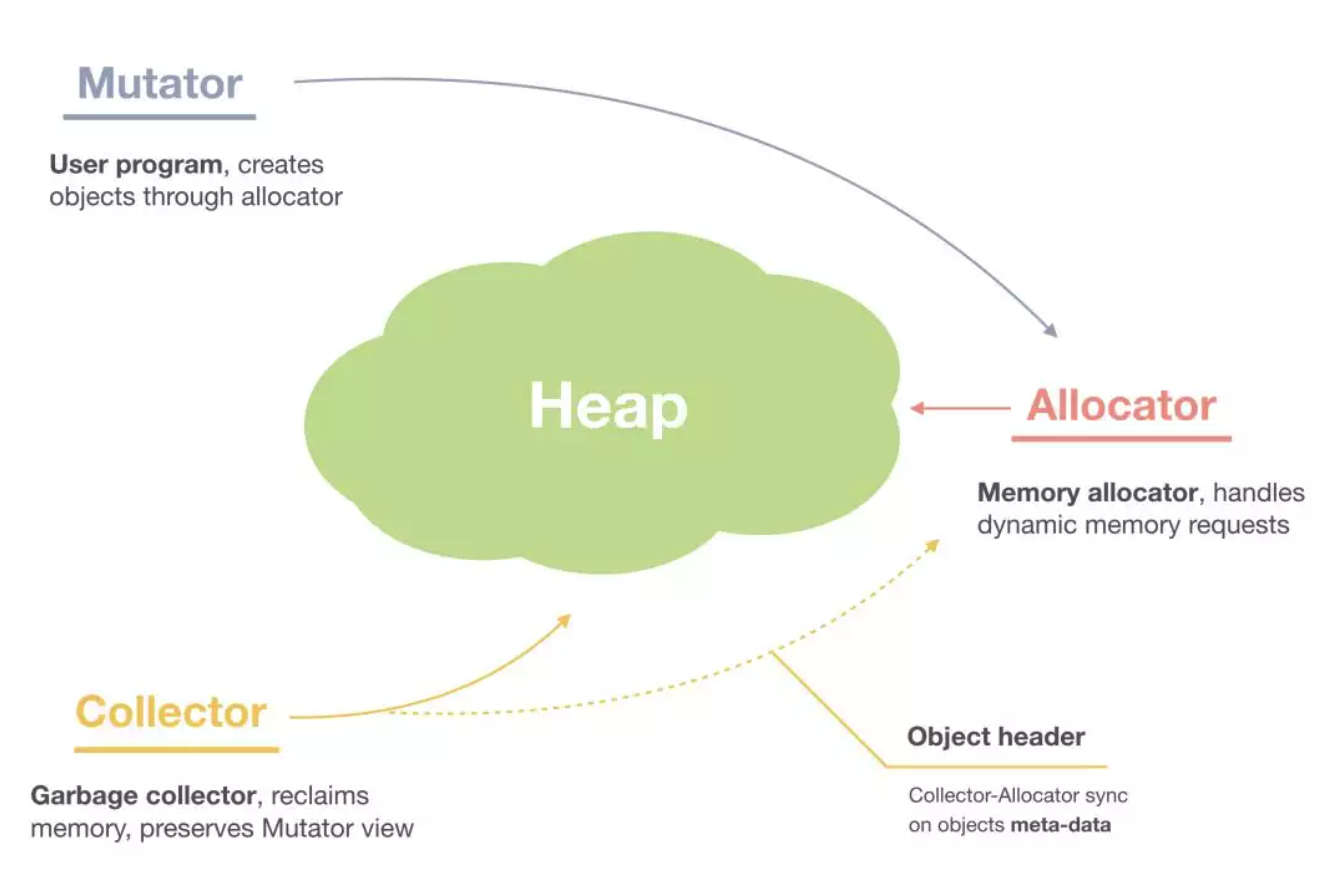 Mutator
User program, creates
objects through allocator
Heap
Allocator
Memory allocator, handles
dynamic memory requests
Collector
Garbage collector, reclaims
memory, preserves Mutator view
Object header
Collector-Allocator sync
on objects meta-data